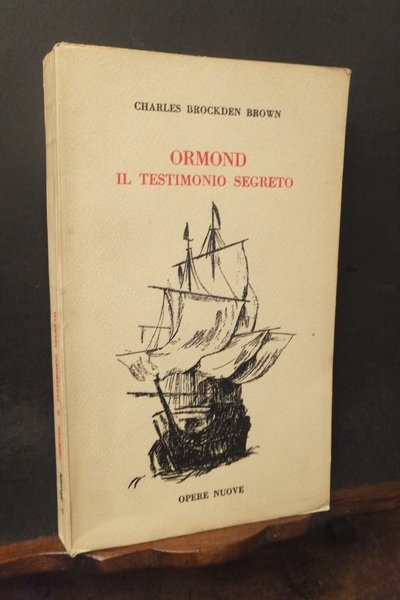 CHARLES BROCKDEN BROWN
ORMOND
IL TESTIMONIO SEGRETO
OPERE NUOVE